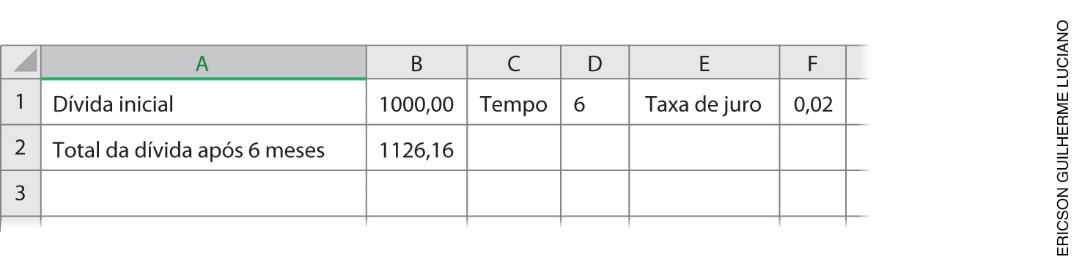 A B C D E F
1 Dívida inicial 1000,00 Tempo 6 Taxa de juro 0,02
2 Total da dívida após 6 meses 1126,16
3
ERICSON GUILHERME LUCIANO